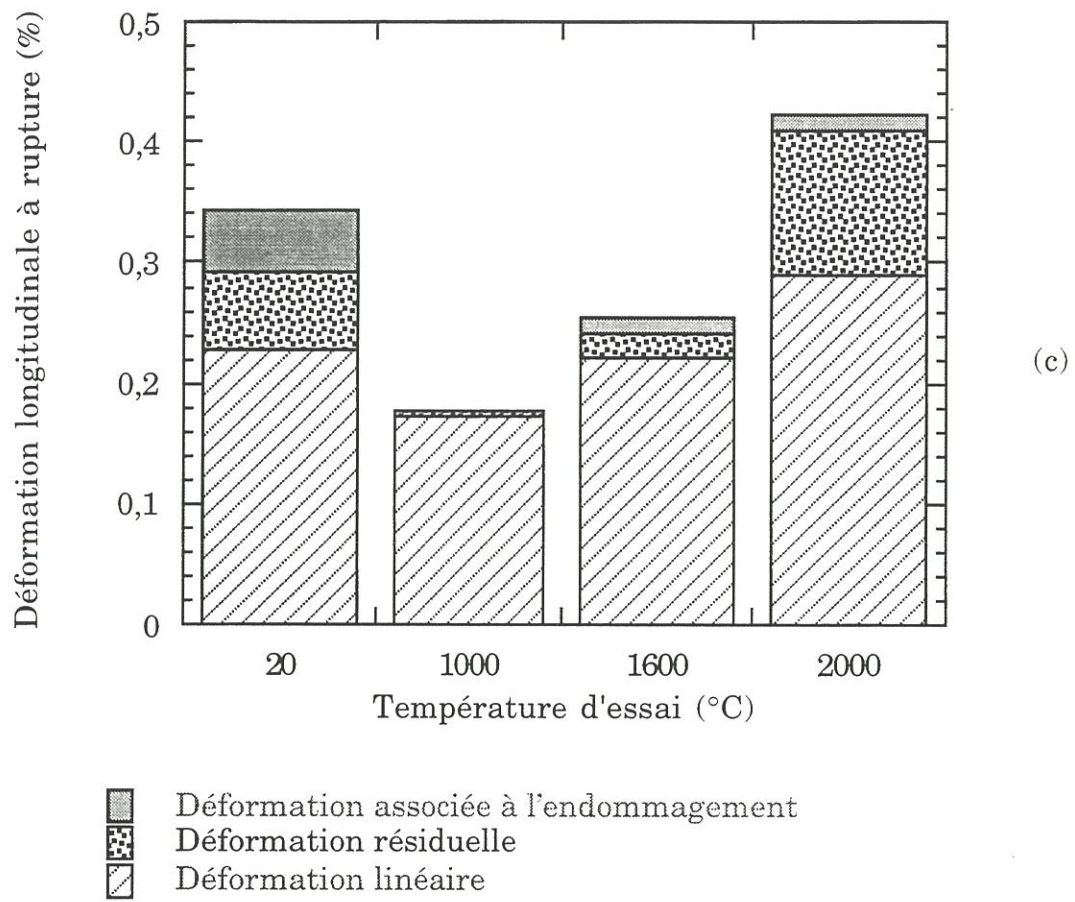 Déformation longitudinale à rupture (%)
0,5
0,4
0,3
0,2
0,1
0
20 1000 1600 2000
Température d'essai (°C)
(c)
Déformation associée à l'endommagement
Déformation résiduelle
Déformation linéaire